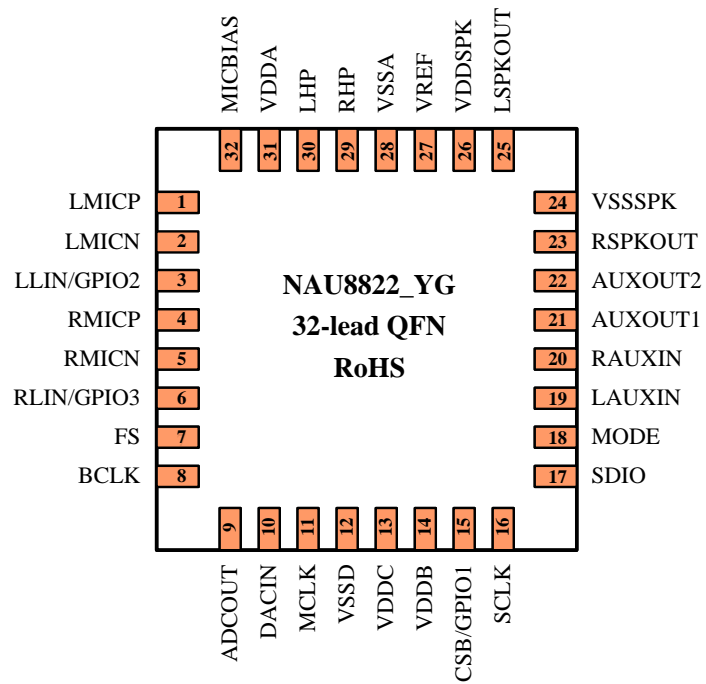 MICBIAS
VDDA
LHP
RHP
VSSA
VREF
VDDSPK
LSPKOUT
32
31
30
29
28
27
26
25
LMICP 1
LMICN 2
LLIN/GPIO2 3
RMICP 4
RMICN 5
RLIN/GPIO3 6
FS 7
BCLK 8
NAU8822_YG
32-lead QFN
RoHS
24 VSSSPK
23 RSPKOUT
22 AUXOUT2
21 AUXOUT1
20 RAUXIN
19 LAUXIN
18 MODE
17 SDIO
9
10
11
12
13
14
15
16
ADCOUT
DACIN
MCLK
VSSD
VDDC
VDDB
CSB/GPIO1
SCLK